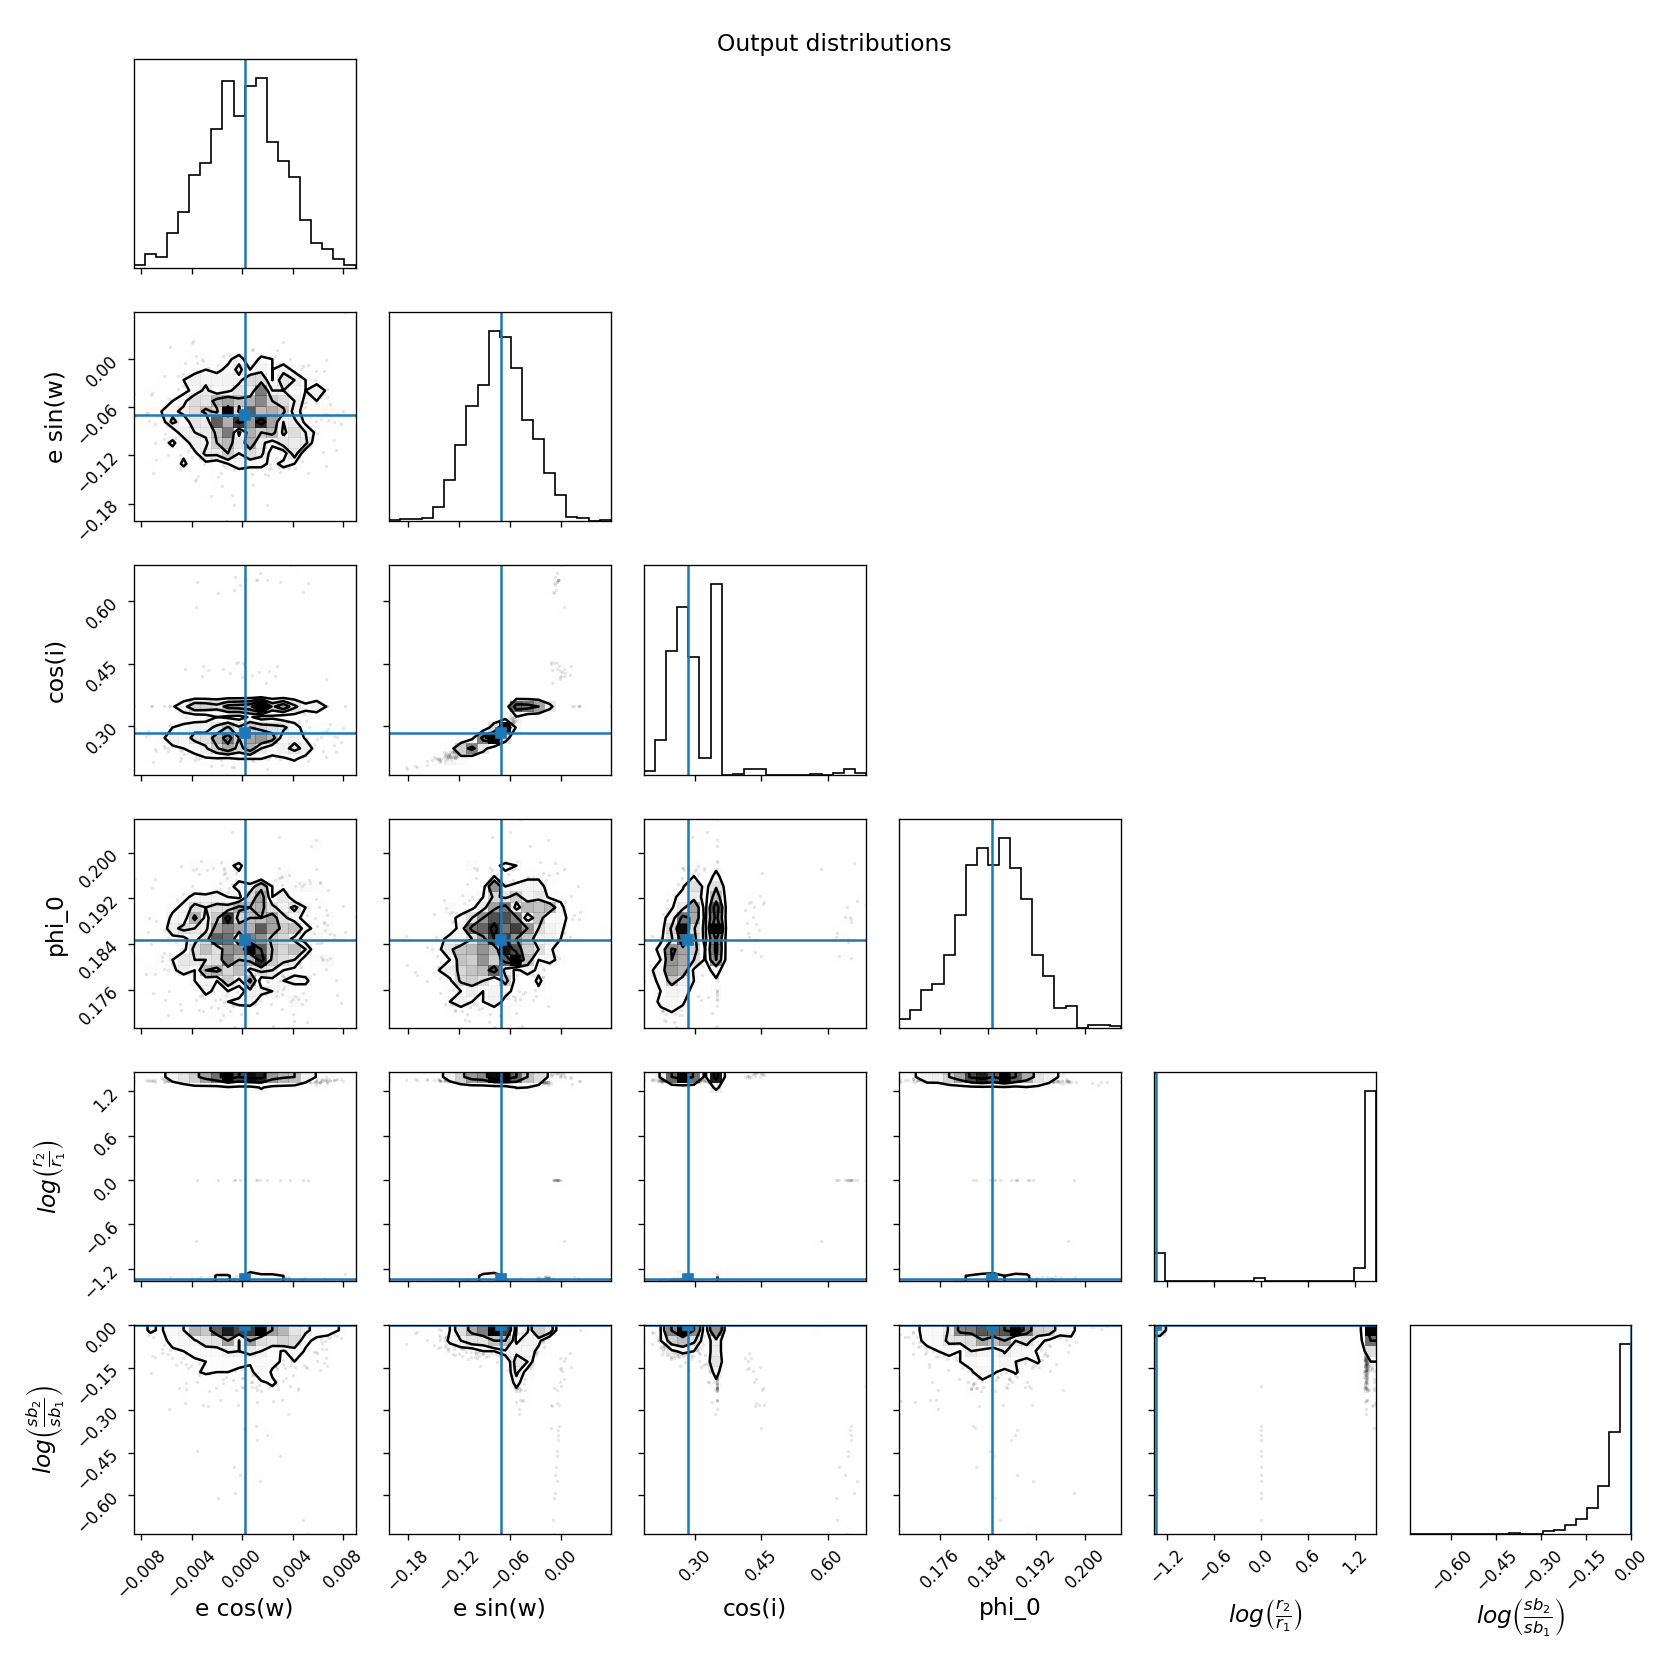 Output distributions
e sin(w)
0.00
−0.06
−0.12
−0.18
cos(i)
0.60
0.45
0.30
phi_0
0.200
0.192
0.184
0.176
log(r2/r1)
1.2
0.6
0.0
−0.6
−1.2
log(sb2/sb1)
0.00
−0.15
−0.30
−0.45
−0.60
−0.008 −0.004 0.000 0.004 0.008
−0.18 −0.12 −0.06 0.00
0.30 0.45 0.60
0.176 0.184 0.192 0.200
−1.2 −0.6 0.0 0.6 1.2
−0.60 −0.45 −0.30 −0.15 0.00
e cos(w) e sin(w) cos(i) phi_0 log(r2/r1) log(sb2/sb1)